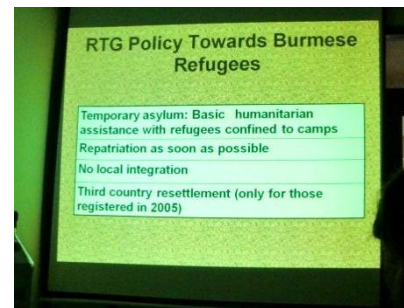 RTG Policy Towards Burmese
Refugees
Temporary asylum: Basic humanitarian
assistance with refugees confined to camps
Repatriation as soon as possible
No local integration
Third country resettlement (only for those
registered in 2005)